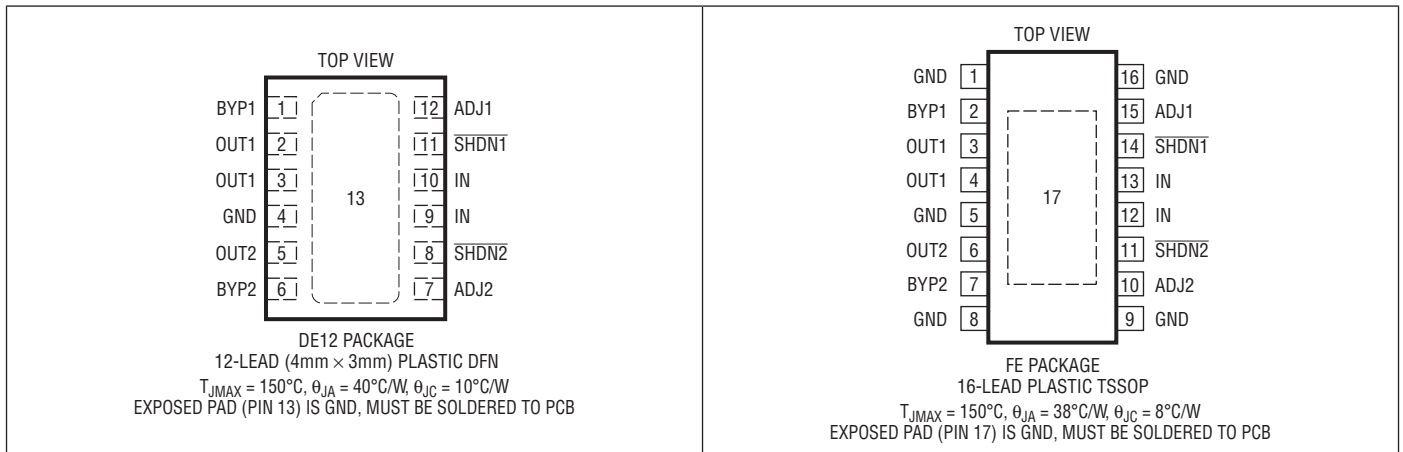 TOP VIEW
BYP1 1 12 ADJ1
OUT1 2 11 SHDN1
OUT1 3 10 IN
13
GND 4 9 IN
OUT2 5 8 SHDN2
BYP2 6 7 ADJ2
DE12 PACKAGE
12-LEAD (4mm × 3mm) PLASTIC DFN
TJMAX = 150°C, θJA = 40°C/W, θJC = 10°C/W
EXPOSED PAD (PIN 13) IS GND, MUST BE SOLDERED TO PCB
TOP VIEW
GND 1 16 GND
BYP1 2 15 ADJ1
OUT1 3 14 SHDN1
OUT1 4 13 IN
17
GND 5 12 IN
OUT2 6 11 SHDN2
BYP2 7 10 ADJ2
GND 8 9 GND
FE PACKAGE
16-LEAD PLASTIC TSSOP
TJMAX = 150°C, θJA = 38°C/W, θJC = 8°C/W
EXPOSED PAD (PIN 17) IS GND, MUST BE SOLDERED TO PCB